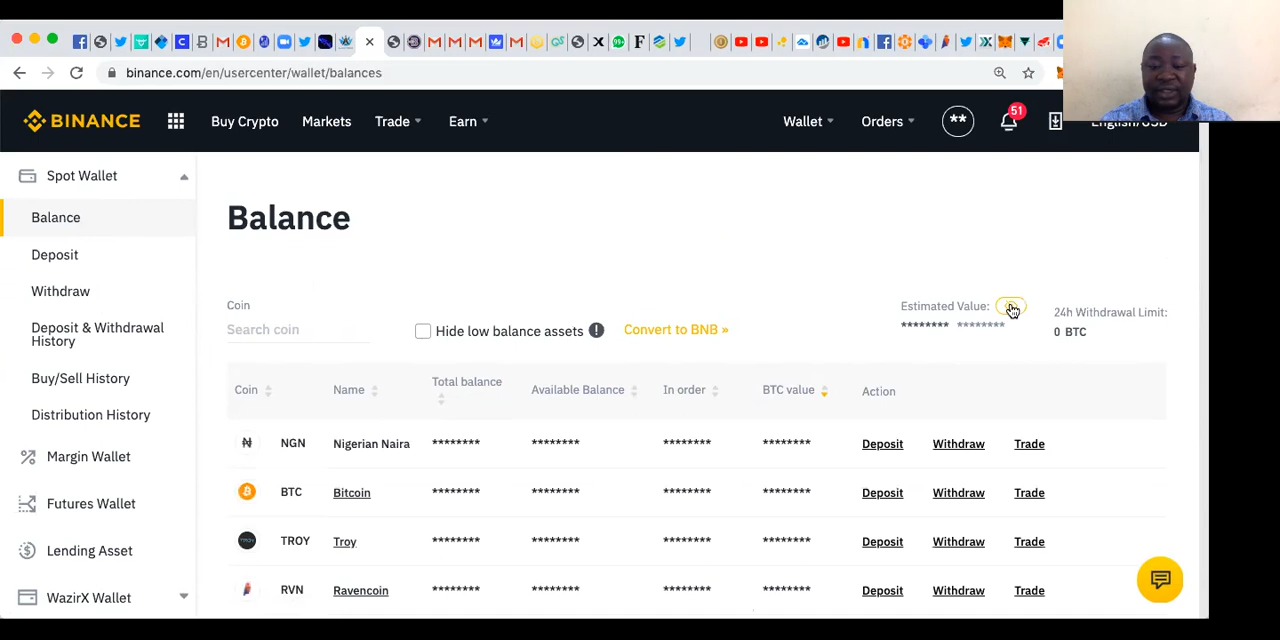 binance.com/en/usercenter/wallet/balances
BINANCE
Buy Crypto
Markets
Trade
Earn
Wallet
Orders
**
51
English/USD
Spot Wallet
Balance
Deposit
Withdraw
Deposit & Withdrawal
History
Buy/Sell History
Distribution History
Margin Wallet
Futures Wallet
Lending Asset
WazirX Wallet
Balance
Coin
Search coin
Hide low balance assets
Convert to BNB »
Estimated Value:
******** ********
24h Withdrawal Limit:
0 BTC
Coin Name Total balance Available Balance In order BTC value Action
NGN Nigerian Naira ******** ******** ******** ******** Deposit Withdraw Trade
BTC Bitcoin ******** ******** ******** ******** Deposit Withdraw Trade
TROY Troy ******** ******** ******** ******** Deposit Withdraw Trade
RVN Ravencoin ******** ******** ******** ******** Deposit Withdraw Trade